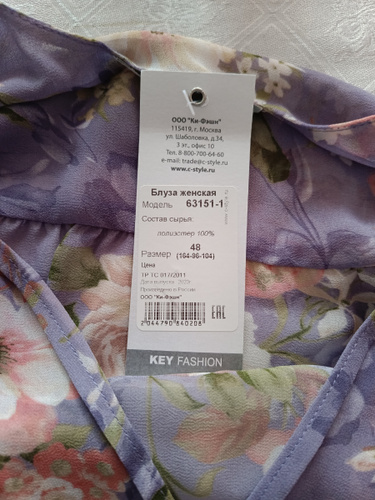 ООО "Ки-Фэшн"
115419, г. Москва
ул. Шаболовка, д.34,
3 эт, офис 10
Тел. 8-800-700-64-60
e-mail: trade@c-style.ru
www.c-style.ru
Блуза женская
Модель 63151-1
Состав сырья:
полиэстер 100%
Размер 48
(164-96-104)
Цена
ТР ТС 017/2011
Произведено в России
ООО "Ки-Фэшн"
2 044790 840208
EAC
KEY FASHION